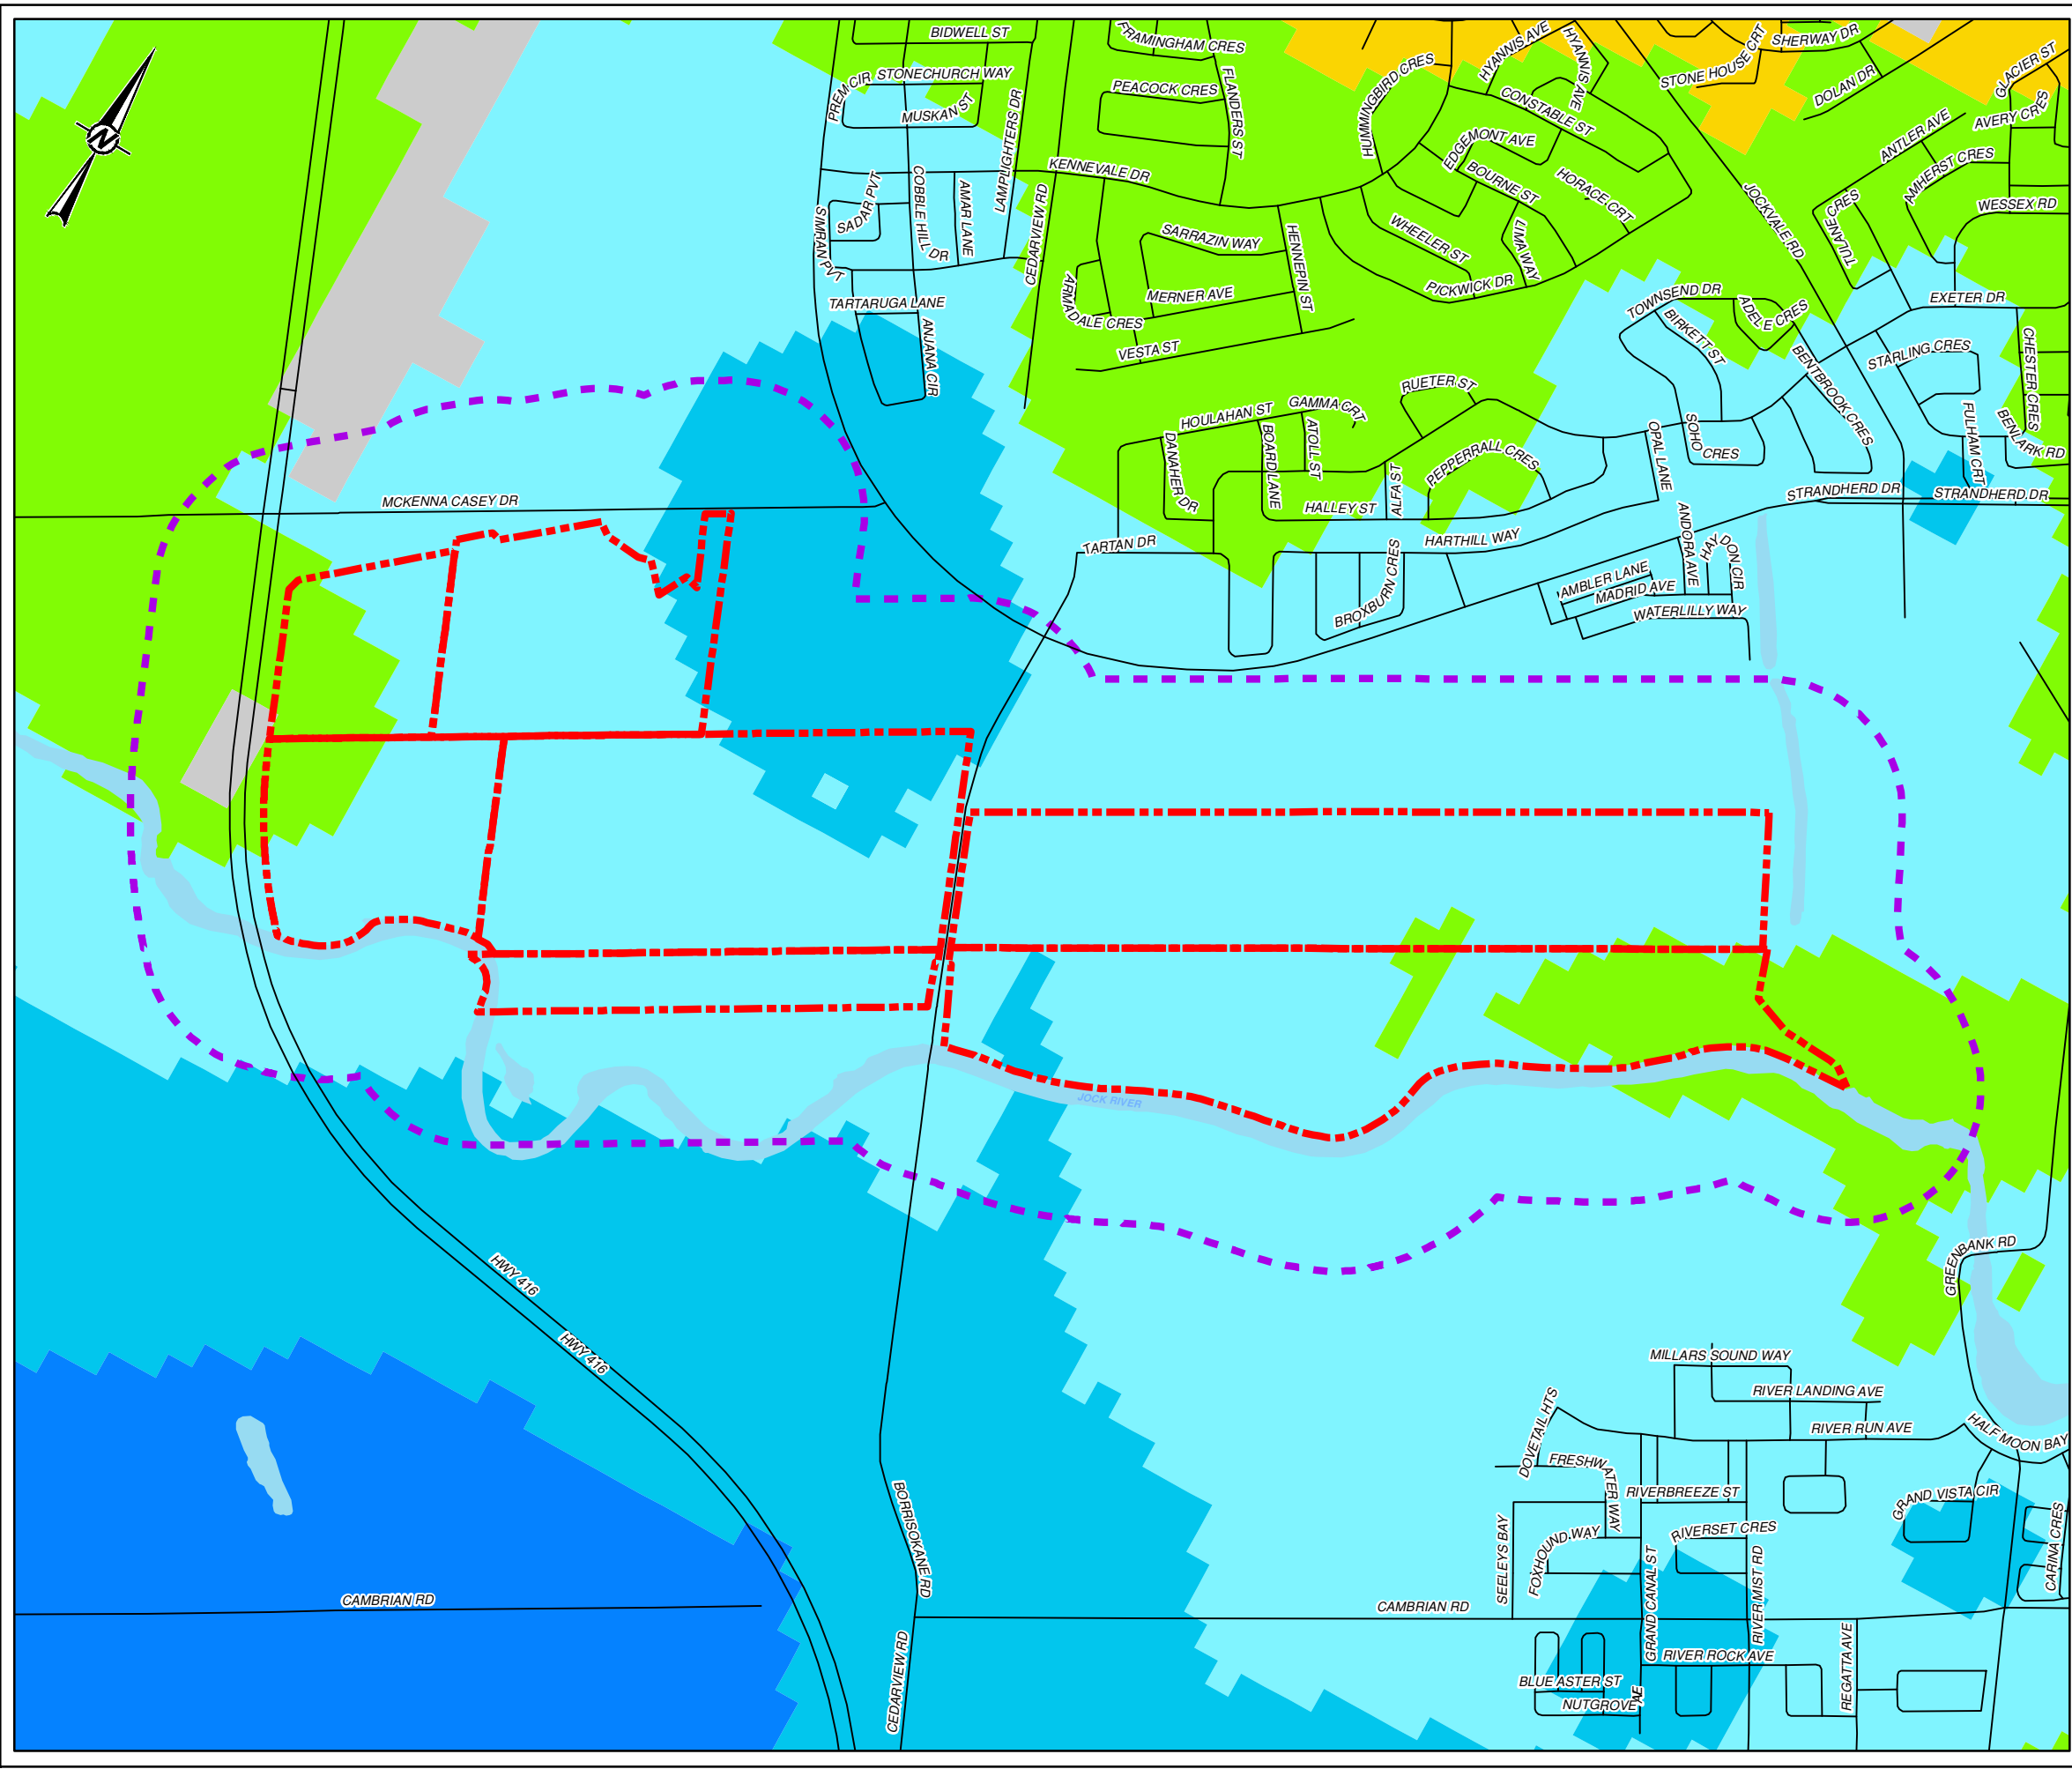 N
BIDWELL ST
STONECHURCH WAY
PREM CIR
MUSKAN ST
LAMPLIGHTERS DR
FRAMINGHAM CRES
PEACOCK CRES
FLANDERS ST
HUMMINGBIRD CRES
HYANNIS AVE
HYANNIS AVE
CONSTABLE ST
STONE HOUSE CRT
SHERWAY DR
DOLAN DR
GLACIER ST
AVERY CRES
ANTLER AVE
AMHERST CRES
WESSEX RD
EDGEMONT AVE
BOURNE ST
HORACE CRT
JOCKVALE RD
TULANE CRES
KENNEVALE DR
SADAR PVT
COBBLE HILL DR
AMAR LANE
SIMRAN PVT
CEDARVIEW RD
SARRAZIN WAY
HENNEPIN ST
WHEELER ST
LIMA WAY
PICKWICK DR
MERNER AVE
ARMADALE CRES
VESTA ST
TARTARUGA LANE
ANJANA CIR
TOWNSEND DR
BIRKETT ST
ADELE CRES
BENTBROOK CRES
EXETER DR
STARLING CRES
CHESTER CRES
FULHAM CRT
BENLARK RD
RUETER ST
GAMMA CRT
HOULAHAN ST
DANAHER DR
BOARDLANE
ATOLL ST
PEPPERRALL CRES
ALFA ST
HALLEY ST
OPAL LANE
SOHO CRES
STRANDHERD DR
STRANDHERD DR
MCKENNA CASEY DR
TARTAN DR
HARTHILL WAY
BROXBURN CRES
ANDORA AVE
HAYDON CIR
AMBLER LANE
MADRID AVE
WATERLILLY WAY
JOCK RIVER
HWY 416
HWY 416
GREENBANK RD
MILLARS SOUND WAY
RIVER LANDING AVE
RIVER RUN AVE
HALF MOON BAY
DOVETAIL HTS
FRESHWATER WAY
RIVERBREEZE ST
GRAND VISTA CIR
RIVERSET CRES
FOXHOUND WAY
SEELEYS BAY
GRAND CANAL ST
RIVER MIST RD
CARINA CRES
BORRISOKANE RD
CAMBRIAN RD
CAMBRIAN RD
CEDARVIEW RD
RIVER ROCK AVE
REGATTA AVE
BLUE ASTER ST
NUTGROVE AE